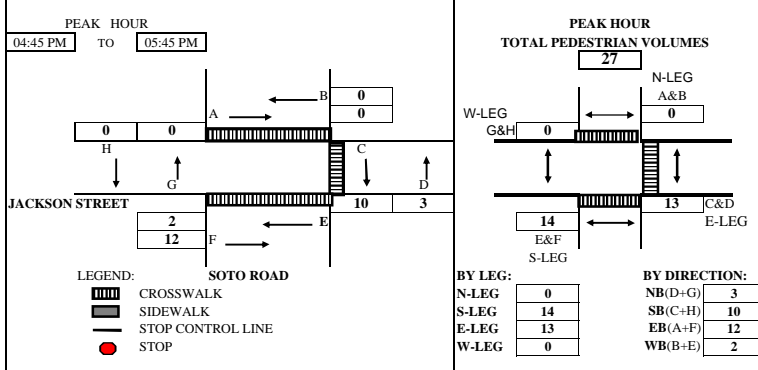 PEAK HOUR
04:45 PM TO 05:45 PM
B 0
0
A
0 0
H
C
G
D
JACKSON STREET
10 3
2
E
12 F
LEGEND: SOTO ROAD
CROSSWALK
SIDEWALK
STOP CONTROL LINE
STOP
PEAK HOUR
TOTAL PEDESTRIAN VOLUMES
27
N-LEG
A&B
W-LEG
0
G&H 0
13 C&D
14 E-LEG
E&F
S-LEG
BY LEG:
N-LEG 0
S-LEG 14
E-LEG 13
W-LEG 0
BY DIRECTION:
NB(D+G) 3
SB(C+H) 10
EB(A+F) 12
WB(B+E) 2